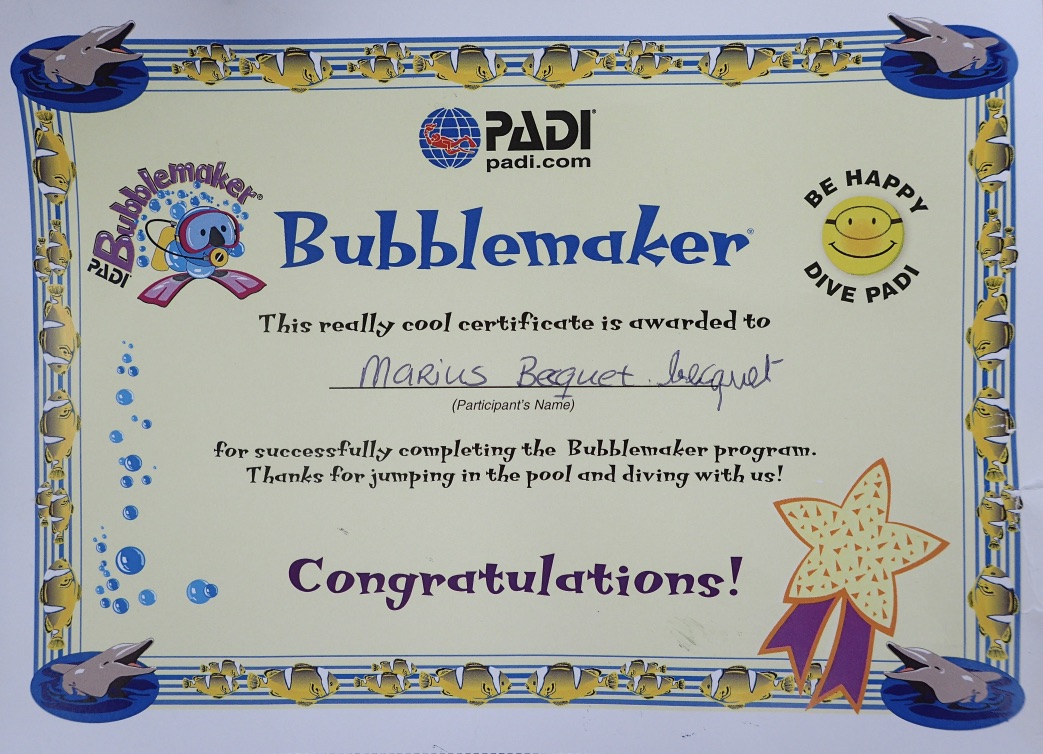 PADI®
padi.com
Bubblemaker®
PADI
Bubblemaker®
BE HAPPY
DIVE PADI
This really cool certificate is awarded to
Marius Becquet. becquet
(Participant's Name)
for successfully completing the Bubblemaker program.
Thanks for jumping in the pool and diving with us!
Congratulations!